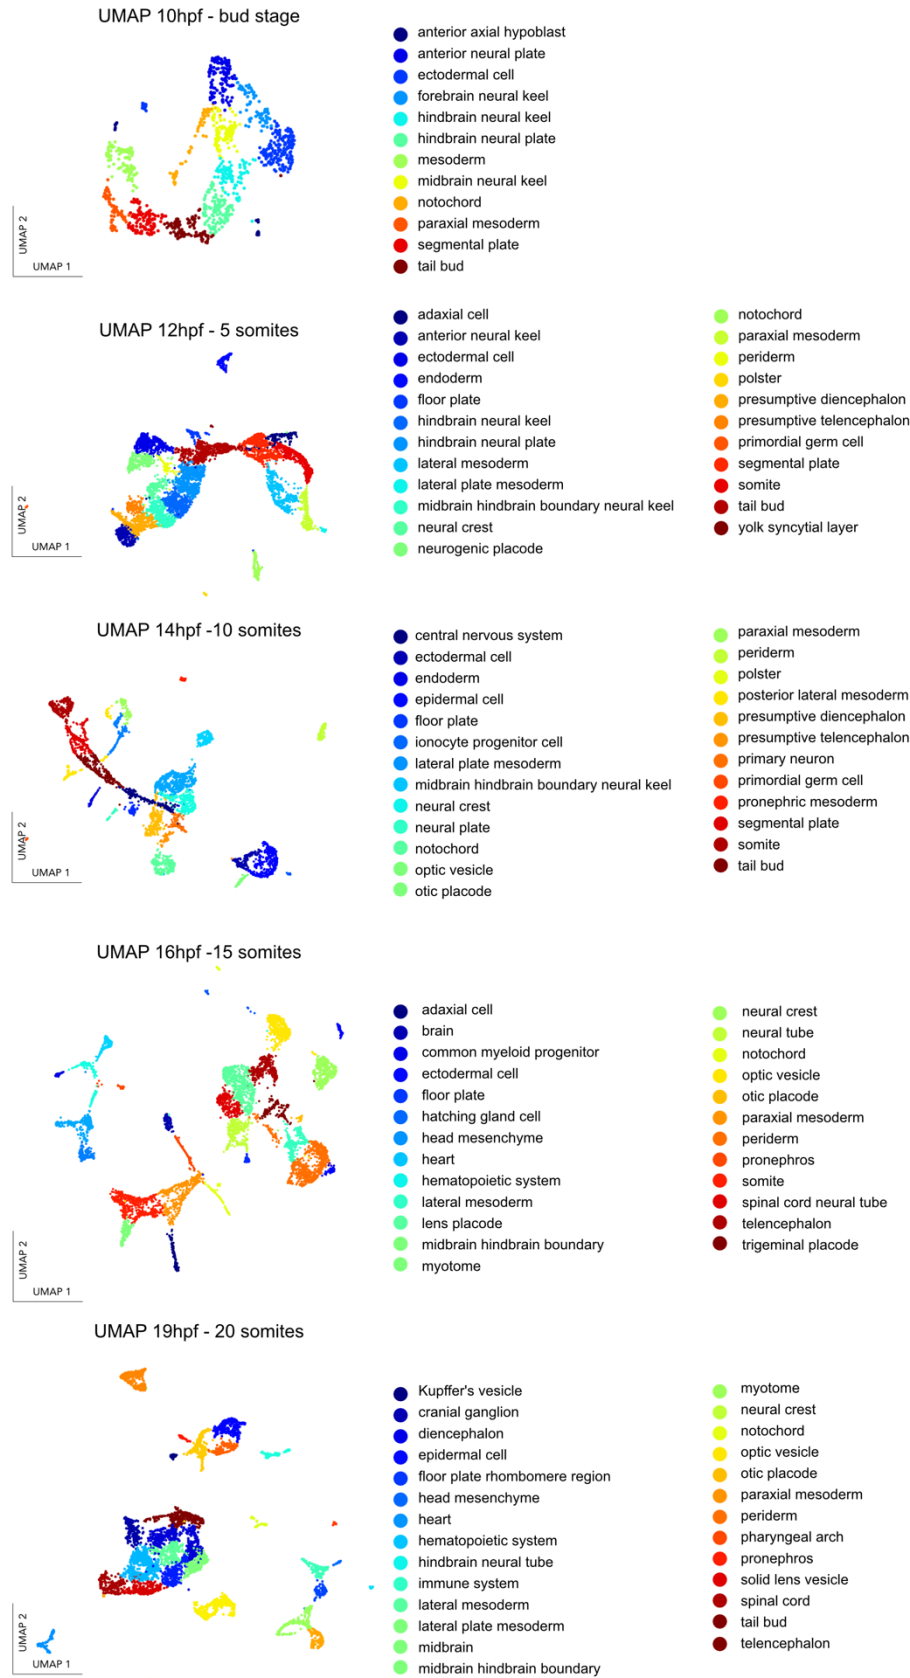 UMAP 10hpf - bud stage
anterior axial hypoblast
anterior neural plate
ectodermal cell
forebrain neural keel
hindbrain neural keel
hindbrain neural plate
mesoderm
midbrain neural keel
notochord
paraxial mesoderm
segmental plate
tail bud
UMAP 2
UMAP 1
UMAP 12hpf - 5 somites
adaxial cell
anterior neural keel
ectodermal cell
endoderm
floor plate
hindbrain neural keel
hindbrain neural plate
lateral mesoderm
lateral plate mesoderm
midbrain hindbrain boundary neural keel
neural crest
neurogenic placode
notochord
paraxial mesoderm
periderm
polster
presumptive diencephalon
presumptive telencephalon
primordial germ cell
segmental plate
somite
tail bud
yolk syncytial layer
UMAP 2
UMAP 1
UMAP 14hpf -10 somites
central nervous system
ectodermal cell
endoderm
epidermal cell
floor plate
ionocyte progenitor cell
lateral plate mesoderm
midbrain hindbrain boundary neural keel
neural crest
neural plate
notochord
optic vesicle
otic placode
paraxial mesoderm
periderm
polster
posterior lateral mesoderm
presumptive diencephalon
presumptive telencephalon
primary neuron
primordial germ cell
pronephric mesoderm
segmental plate
somite
tail bud
UMAP 2
UMAP 1
UMAP 16hpf -15 somites
adaxial cell
brain
common myeloid progenitor
ectodermal cell
floor plate
hatching gland cell
head mesenchyme
heart
hematopoietic system
lateral mesoderm
lens placode
midbrain hindbrain boundary
myotome
neural crest
neural tube
notochord
optic vesicle
otic placode
paraxial mesoderm
periderm
pronephros
somite
spinal cord neural tube
telencephalon
trigeminal placode
UMAP 2
UMAP 1
UMAP 19hpf - 20 somites
Kupffer's vesicle
cranial ganglion
diencephalon
epidermal cell
floor plate rhombomere region
head mesenchyme
heart
hematopoietic system
hindbrain neural tube
immune system
lateral mesoderm
lateral plate mesoderm
midbrain
midbrain hindbrain boundary
myotome
neural crest
notochord
optic vesicle
otic placode
paraxial mesoderm
periderm
pharyngeal arch
pronephros
solid lens vesicle
spinal cord
tail bud
telencephalon
UMAP 2
UMAP 1